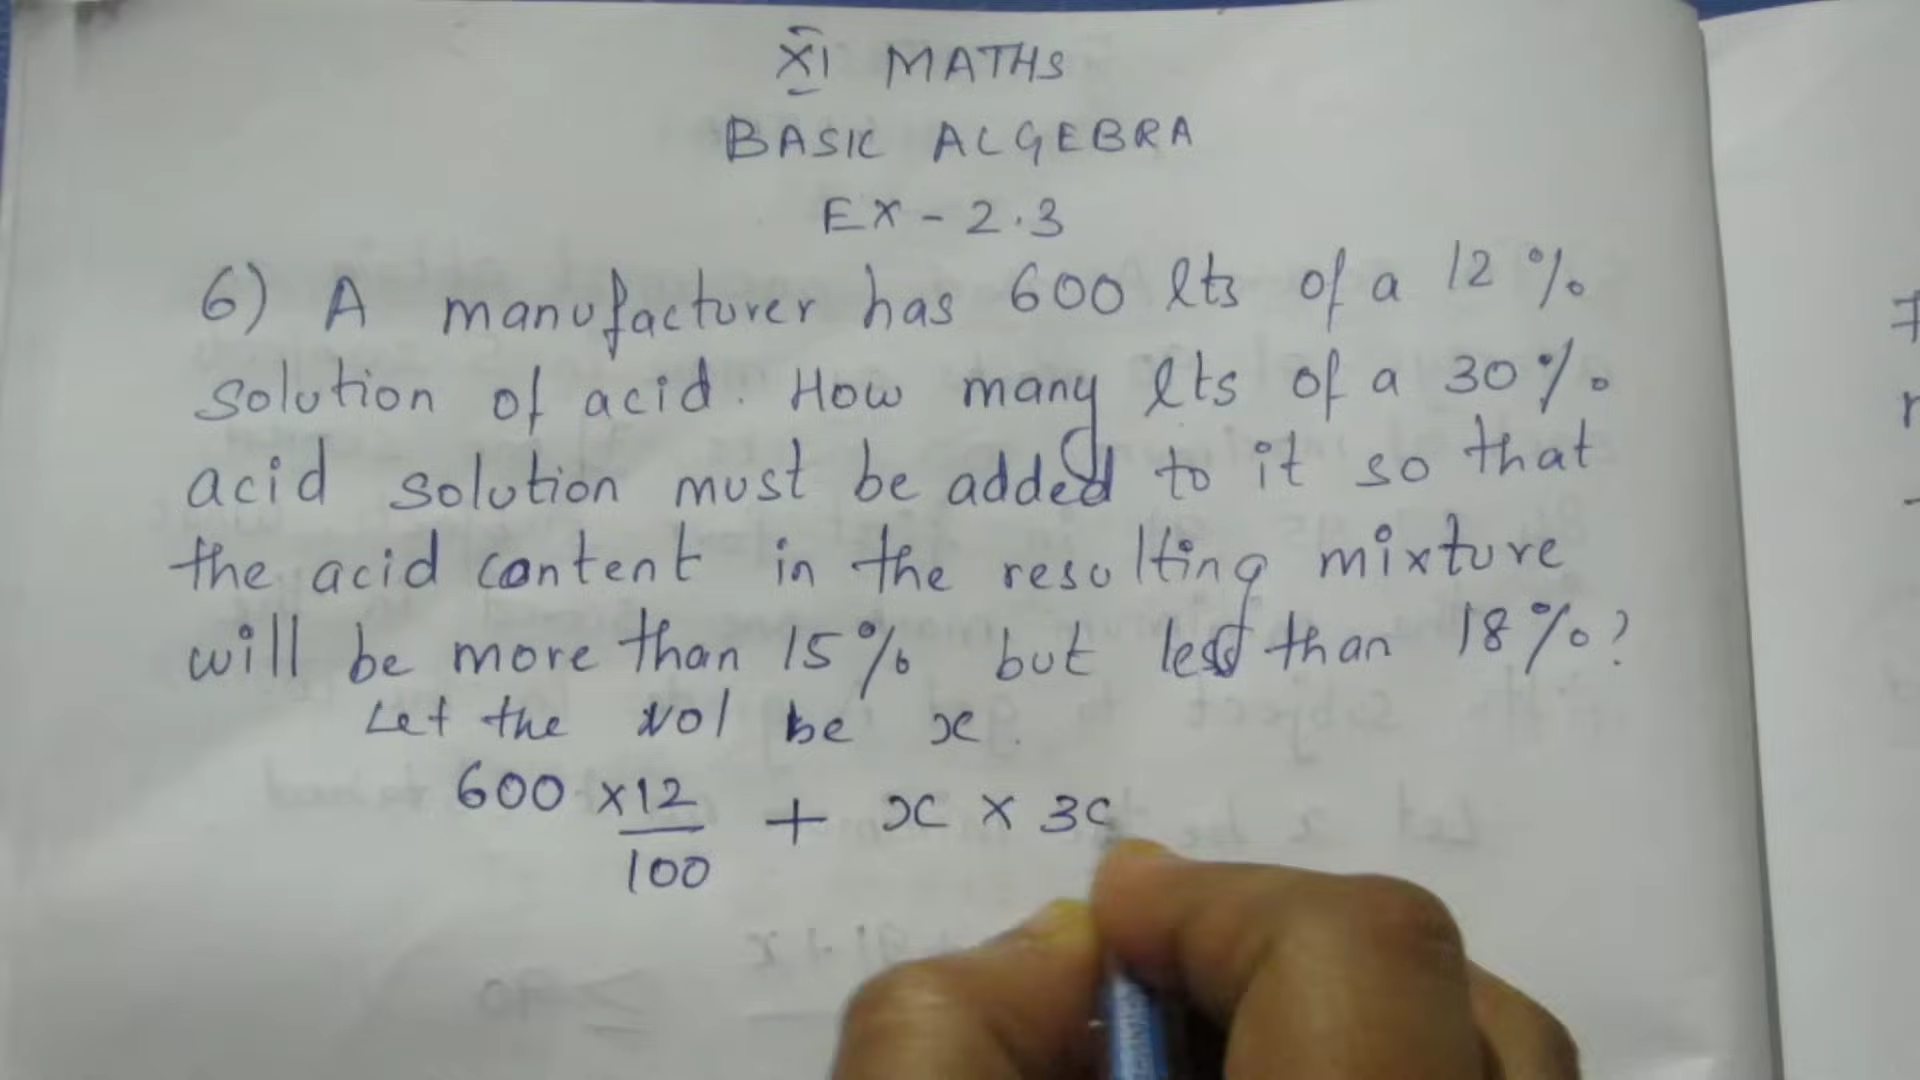 XI MATHS
BASIC ALGEBRA
EX - 2.3
6) A manufacturer has 600 lts of a 12 %
solution of acid. How many lts of a 30%
acid solution must be added to it so that
the acid content in the resulting mixture
will be more than 15% but less than 18%?
Let the vol be x.
600 × 12/100 + x × 30